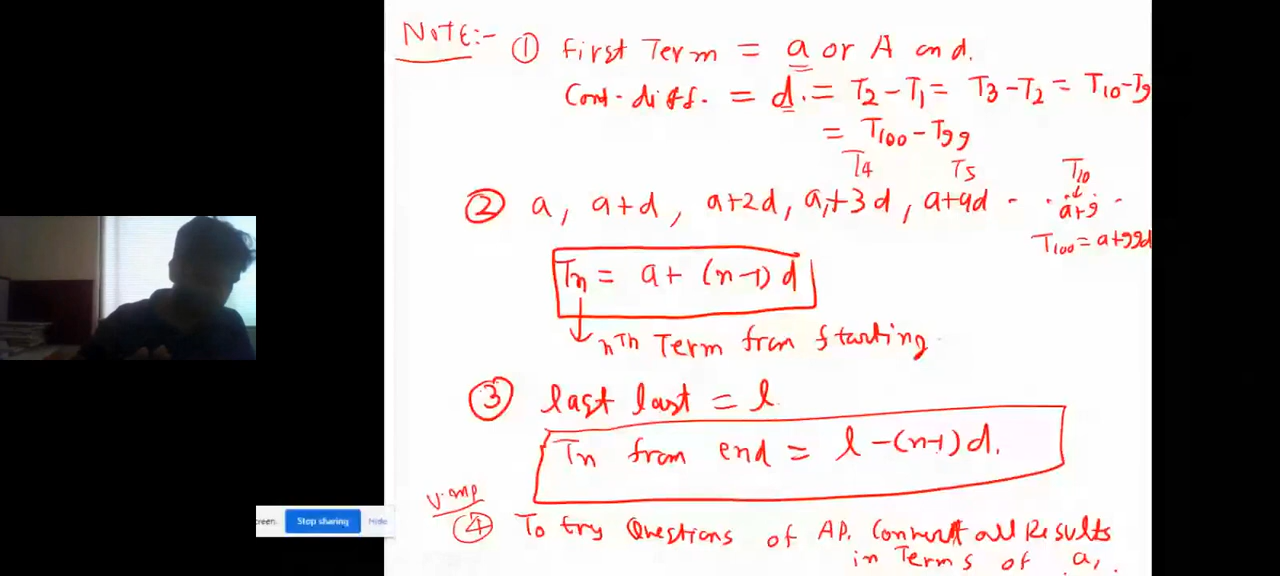 NOTE:- ① First Term = a or A and.
Com. diff. = d. = T₂ - T₁ = T₃ - T₂ = T₁₀ - T₉
= T₁₀₀ - T₉₉
T₄ T₅ T₁₀
② a, a+d, a+2d, a+3d, a+4d - - a+9 -
T₁₀₀ = a+99d
Tn = a + (n-1) d
nTh Term from starting
③ last last = l
Tn from end = l - (n-1) d.
V.imp
④ To try Questions of AP. Convert all Results
in Terms of a,
reen. Stop sharing Hide